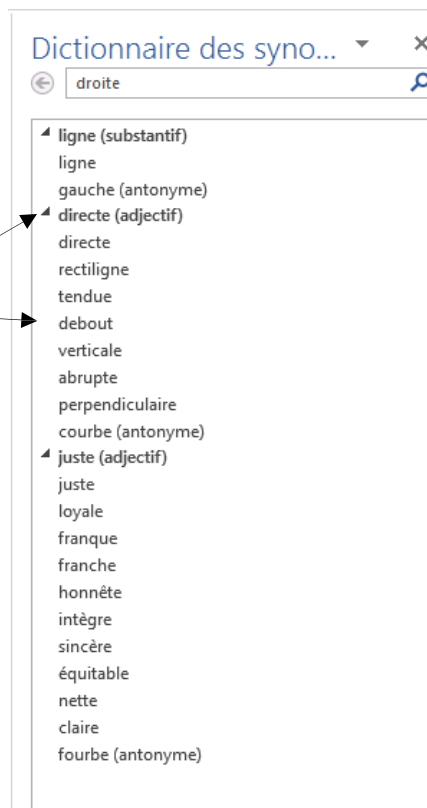 Dictionnaire des syno...
droite
ligne (substantif)
ligne
gauche (antonyme)
directe (adjectif)
directe
rectiligne
tendue
debout
verticale
abrupte
perpendiculaire
courbe (antonyme)
juste (adjectif)
juste
loyale
franque
franche
honnête
intègre
sincère
équitable
nette
claire
fourbe (antonyme)